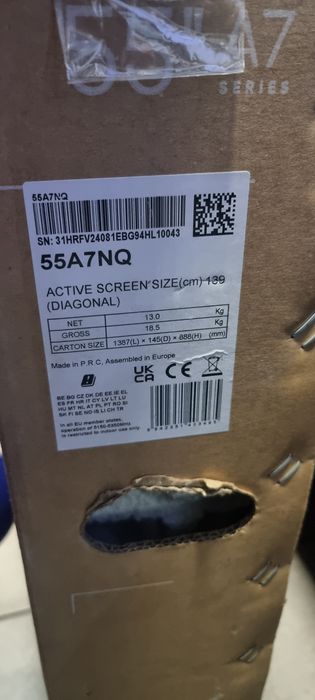 55" A7
SERIES
55A7NQ
SN: 31HRFV24081EBG94HL10043
55A7NQ
ACTIVE SCREEN SIZE(cm) 139
(DIAGONAL)
NET 13.0 Kg
GROSS 18.5 Kg
CARTON SIZE 1387(L) × 145(D) × 888(H) (mm)
Made in P.R.C, Assembled in Europe
UK CA CE
BE BG CZ DK DE EE IE EL
ES FR HR IT CY LV LT LU
HU MT NL AT PL PT RO SI
SK FI SE NO IS LI CH TR
In all EU member states,
operation of 5150-5350MHz
is restricted to indoor use only